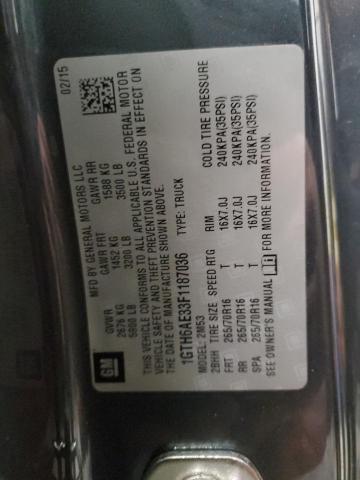 GM
MFD BY GENERAL MOTORS LLC
02/15
GVWR GAWR FRT GAWR RR
2676 KG 1452 KG 1588 KG
5900 LB 3200 LB 3500 LB
THIS VEHICLE CONFORMS TO ALL APPLICABLE U.S. FEDERAL MOTOR
VEHICLE SAFETY AND THEFT PREVENTION STANDARDS IN EFFECT ON
THE DATE OF MANUFACTURE SHOWN ABOVE.
1GTH6AE33F1187036 TYPE: TRUCK
MODEL: 2M53
2BHH TIRE SIZE SPEED RTG RIM COLD TIRE PRESSURE
FRT 265/70R16 T 16X7.0J 240KPA(35PSI)
RR 265/70R16 T 16X7.0J 240KPA(35PSI)
SPA 265/70R16 T 16X7.0J 240KPA(35PSI)
SEE OWNER'S MANUAL FOR MORE INFORMATION.